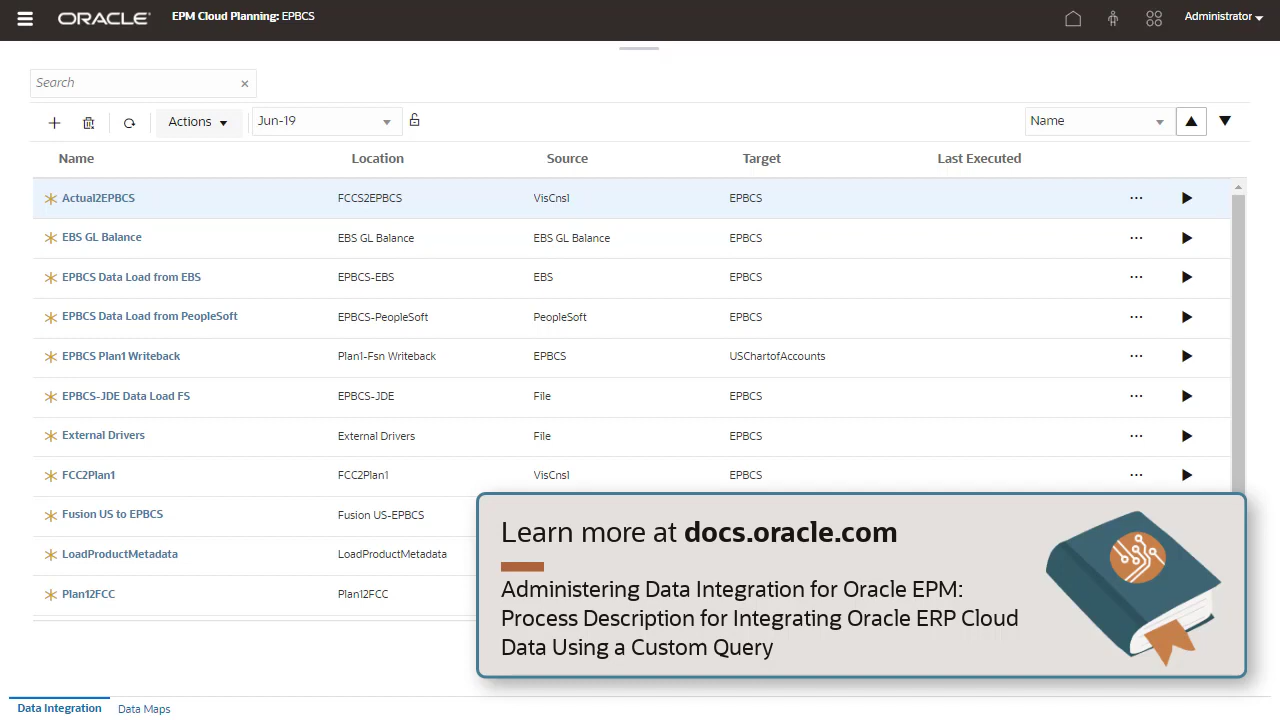 ORACLE EPM Cloud Planning: EPBCS Administrator
Search
Actions Jun-19 Name
Name Location Source Target Last Executed
Actual2EPBCS FCCS2EPBCS VisCns1 EPBCS
EBS GL Balance EBS GL Balance EBS GL Balance EPBCS
EPBCS Data Load from EBS EPBCS-EBS EBS EPBCS
EPBCS Data Load from PeopleSoft EPBCS-PeopleSoft PeopleSoft EPBCS
EPBCS Plan1 Writeback Plan1-Fsn Writeback EPBCS USChartofAccounts
EPBCS-JDE Data Load FS EPBCS-JDE File EPBCS
External Drivers External Drivers File EPBCS
FCC2Plan1 FCC2Plan1 VisCns1 EPBCS
Fusion US to EPBCS Fusion US-EPBCS
LoadProductMetadata LoadProductMetadata
Plan12FCC Plan12FCC
Learn more at docs.oracle.com
Administering Data Integration for Oracle EPM:
Process Description for Integrating Oracle ERP Cloud
Data Using a Custom Query
Data Integration Data Maps